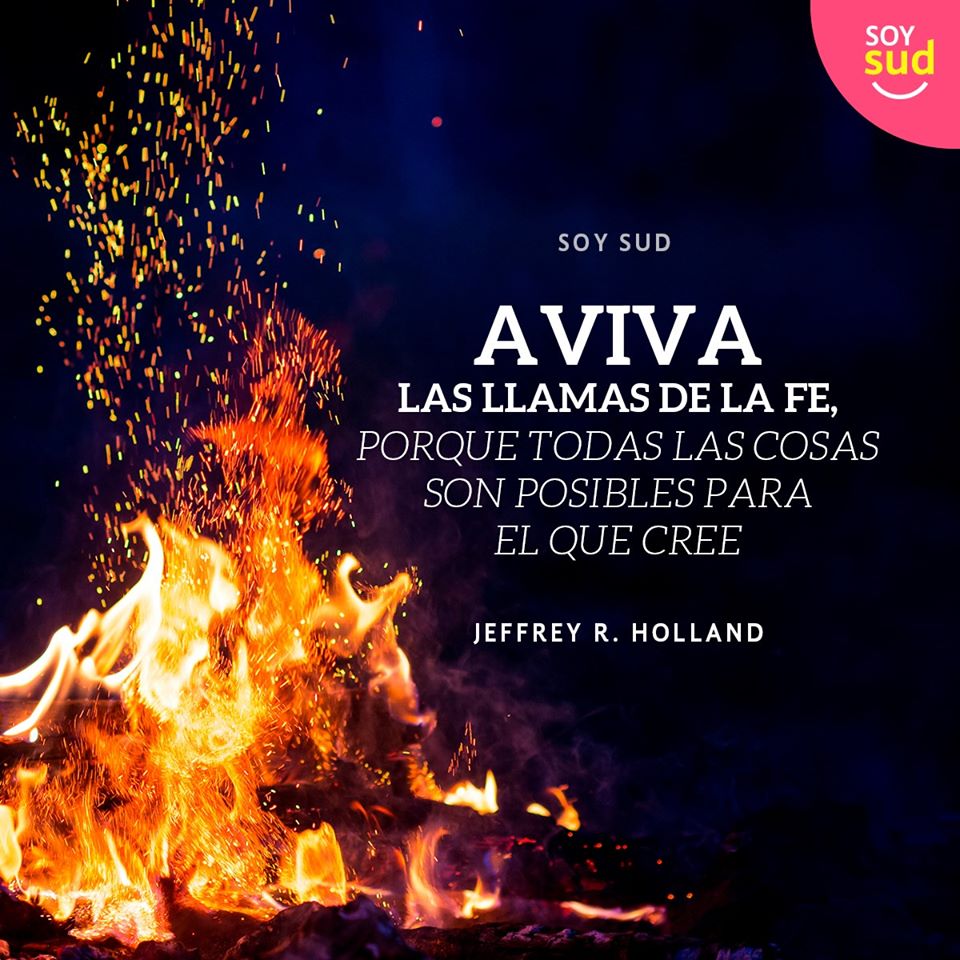 SOY
sud
SOY SUD
AVIVA
LAS LLAMAS DE LA FE,
PORQUE TODAS LAS COSAS
SON POSIBLES PARA
EL QUE CREE
JEFFREY R. HOLLAND